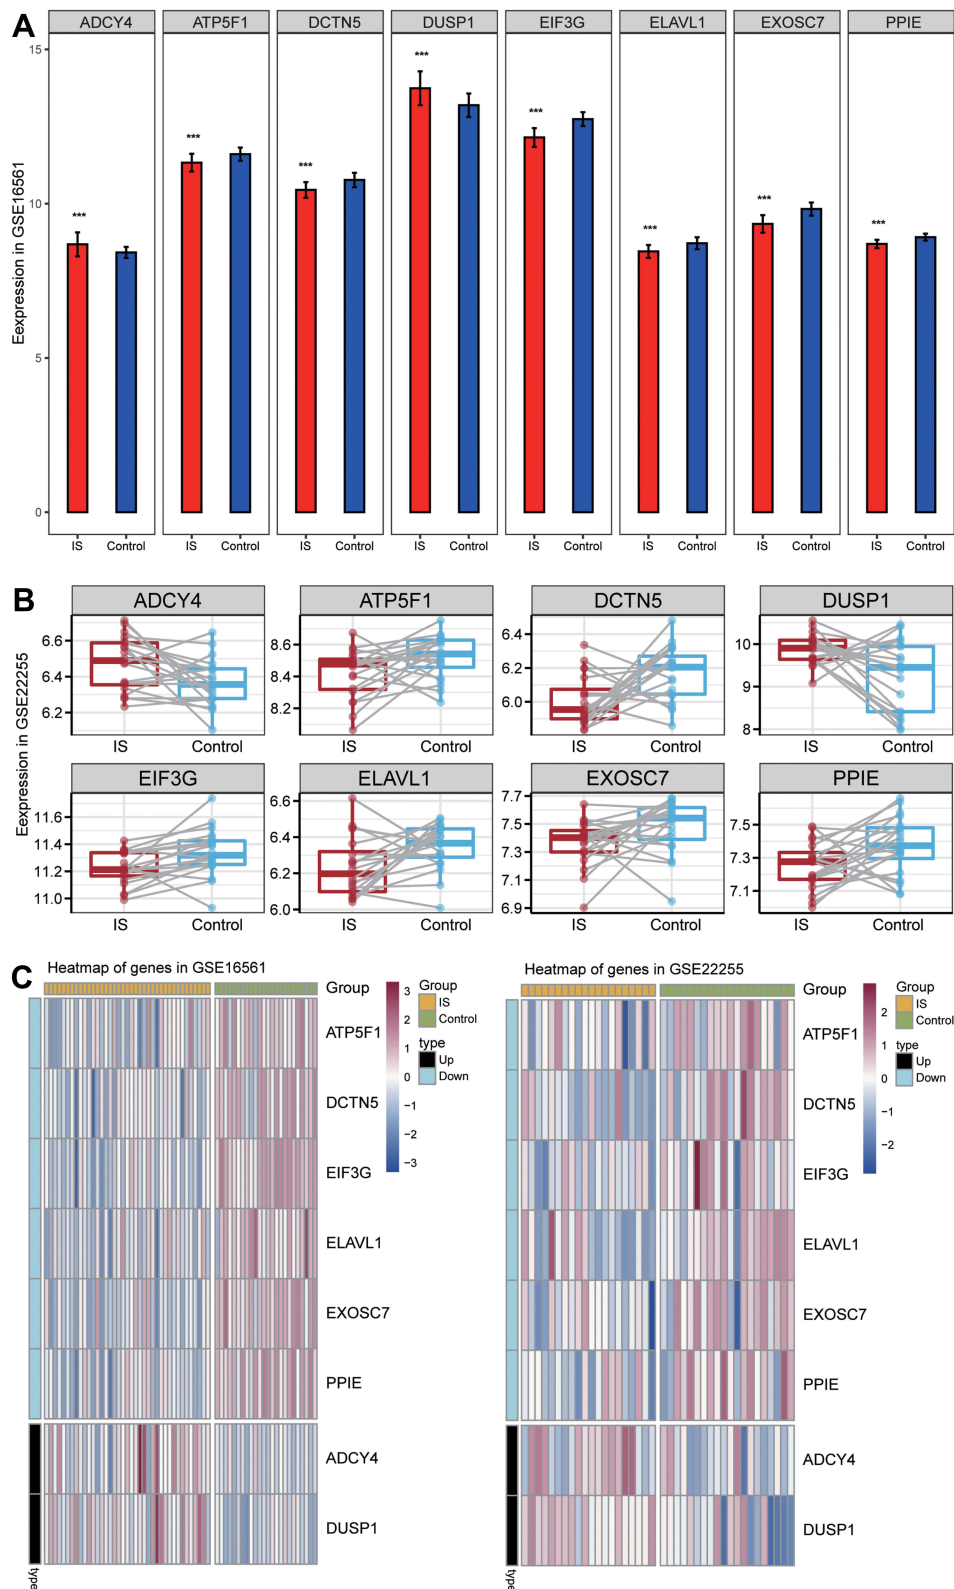 A
ADCY4 ATP5F1 DCTN5 DUSP1 EIF3G ELAVL1 EXOSC7 PPIE
Eexpression in GSE16561
15
10
5
0
*** *** *** *** *** *** *** ***
IS Control IS Control IS Control IS Control IS Control IS Control IS Control IS Control
B
Eexpression in GSE22255
ADCY4 ATP5F1 DCTN5 DUSP1
6.6 8.6 6.4 10
6.4 8.4 6.2 9
6.2 8.2 6.0 8
IS Control IS Control IS Control IS Control
EIF3G ELAVL1 EXOSC7 PPIE
11.6 6.6 7.7 7.5
11.4 6.4 7.5 7.3
11.2 6.2 7.3 7.1
11.0 6.0 7.1
6.9
IS Control IS Control IS Control IS Control
C
Heatmap of genes in GSE16561
Group
ATP5F1
DCTN5
EIF3G
ELAVL1
EXOSC7
PPIE
ADCY4
DUSP1
type
3
2
1
0
−1
−2
−3
Group
IS
Control
type
Up
Down
Heatmap of genes in GSE22255
Group
ATP5F1
DCTN5
EIF3G
ELAVL1
EXOSC7
PPIE
ADCY4
DUSP1
type
2
1
0
−1
−2
Group
IS
Control
type
Up
Down